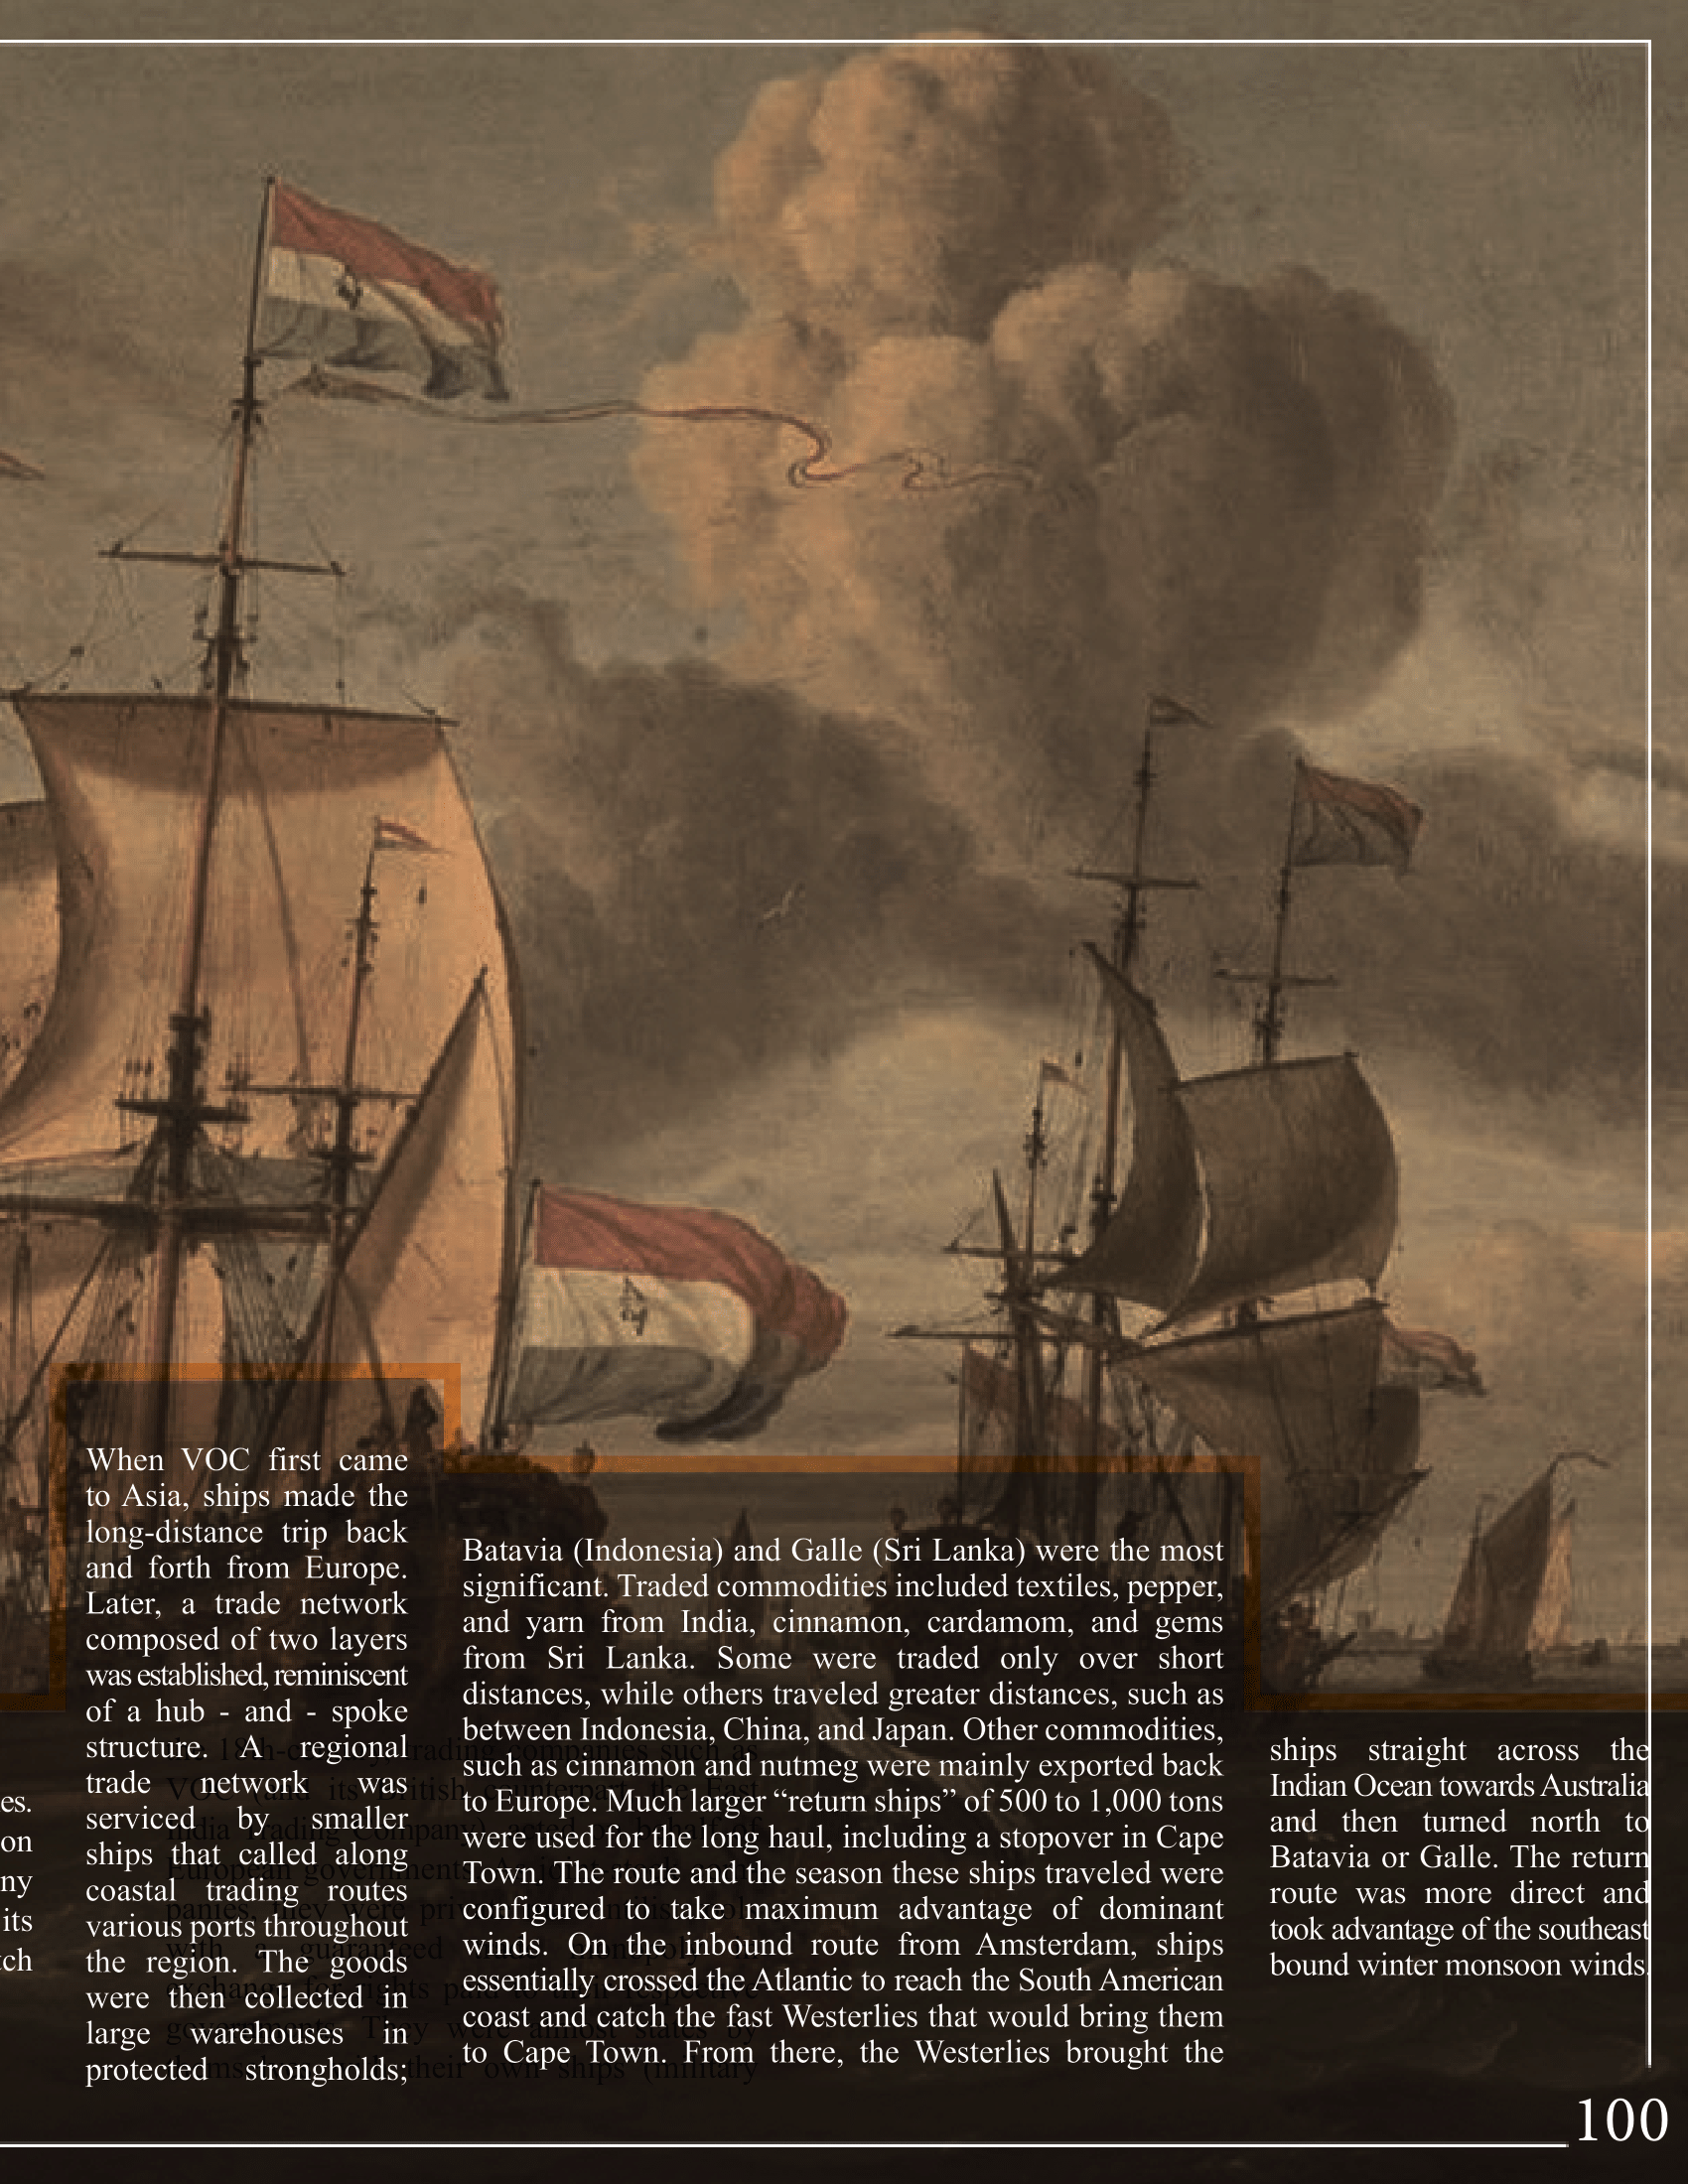 es.
on
ny
its
tch
When VOC first came
to Asia, ships made the
long-distance trip back
and forth from Europe.
Later, a trade network
composed of two layers
was established, reminiscent
of a hub - and - spoke
structure. A regional
trade network was
serviced by smaller
ships that called along
coastal trading routes
various ports throughout
the region. The goods
were then collected in
large warehouses in
protected strongholds;
Batavia (Indonesia) and Galle (Sri Lanka) were the most
significant. Traded commodities included textiles, pepper,
and yarn from India, cinnamon, cardamom, and gems
from Sri Lanka. Some were traded only over short
distances, while others traveled greater distances, such as
between Indonesia, China, and Japan. Other commodities,
such as cinnamon and nutmeg were mainly exported back
to Europe. Much larger “return ships” of 500 to 1,000 tons
were used for the long haul, including a stopover in Cape
Town. The route and the season these ships traveled were
configured to take maximum advantage of dominant
winds. On the inbound route from Amsterdam, ships
essentially crossed the Atlantic to reach the South American
coast and catch the fast Westerlies that would bring them
to Cape Town. From there, the Westerlies brought the
ships straight across the
Indian Ocean towards Australia
and then turned north to
Batavia or Galle. The return
route was more direct and
took advantage of the southeast
bound winter monsoon winds.
100